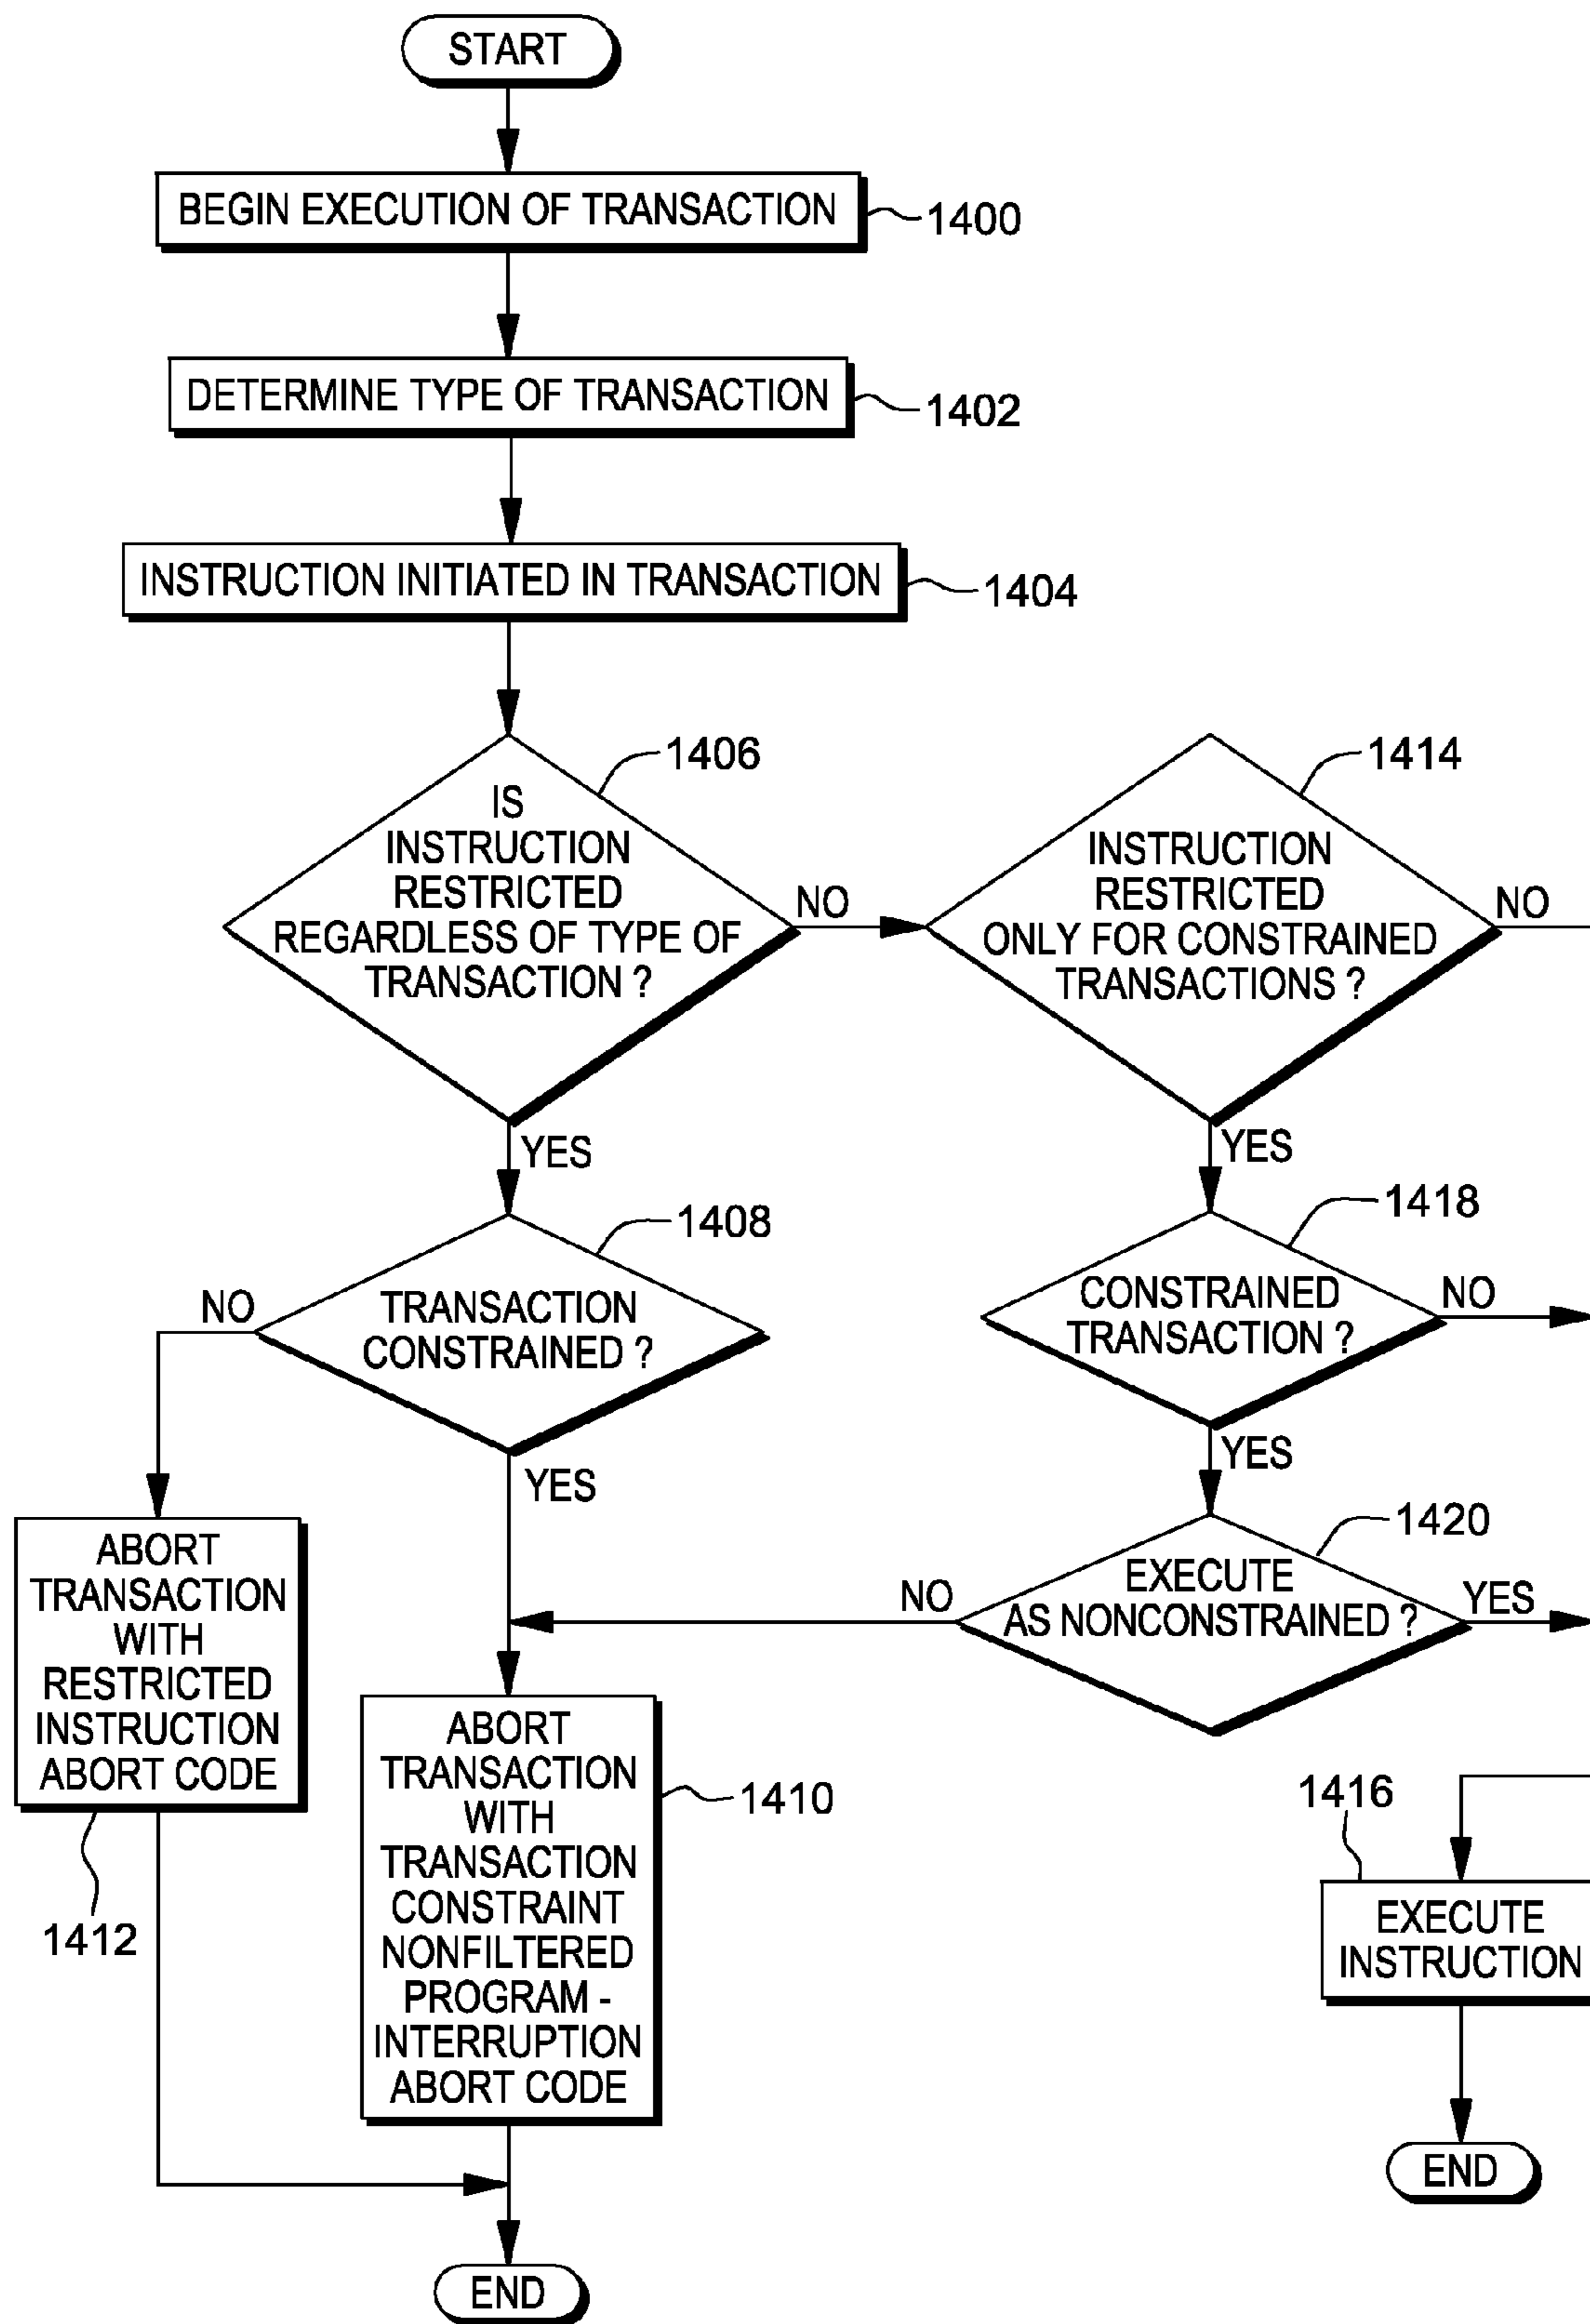 START
BEGIN EXECUTION OF TRANSACTION
1400
DETERMINE TYPE OF TRANSACTION
1402
INSTRUCTION INITIATED IN TRANSACTION
1404
1406
IS
INSTRUCTION
RESTRICTED
REGARDLESS OF TYPE OF
TRANSACTION ?
NO
YES
1414
INSTRUCTION
RESTRICTED
ONLY FOR CONSTRAINED
TRANSACTIONS ?
NO
YES
1408
TRANSACTION
CONSTRAINED ?
NO
YES
1418
CONSTRAINED
TRANSACTION ?
NO
YES
1420
EXECUTE
AS NONCONSTRAINED ?
NO
YES
ABORT
TRANSACTION
WITH
RESTRICTED
INSTRUCTION
ABORT CODE
1412
ABORT
TRANSACTION
WITH
TRANSACTION
CONSTRAINT
NONFILTERED
PROGRAM -
INTERRUPTION
ABORT CODE
1410
1416
EXECUTE
INSTRUCTION
END
END